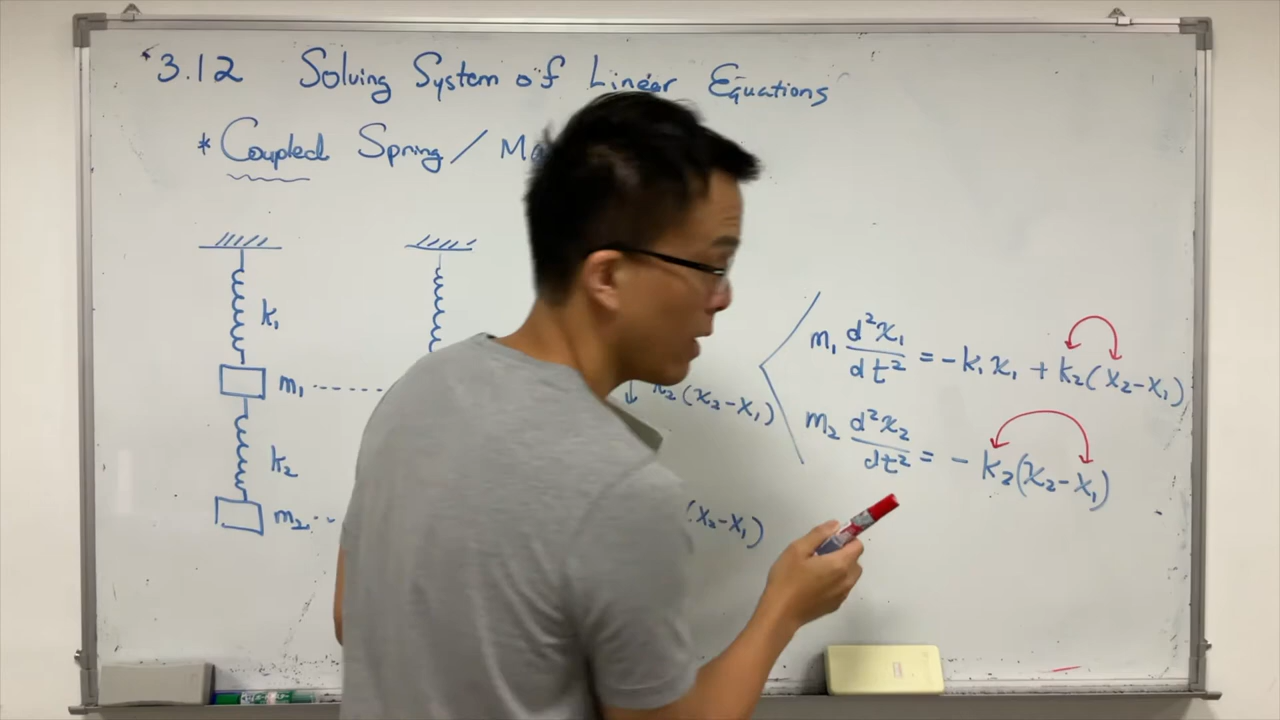 *3.12 Solving System of Linear Equations
* Coupled Spring / Ma
k₁
m₁
k₂
m₂
k₂(x₂-x₁)
(x₂-x₁)
m₁ d²x₁/dt² = -k₁x₁ + k₂(x₂-x₁)
m₂ d²x₂/dt² = -k₂(x₂-x₁)